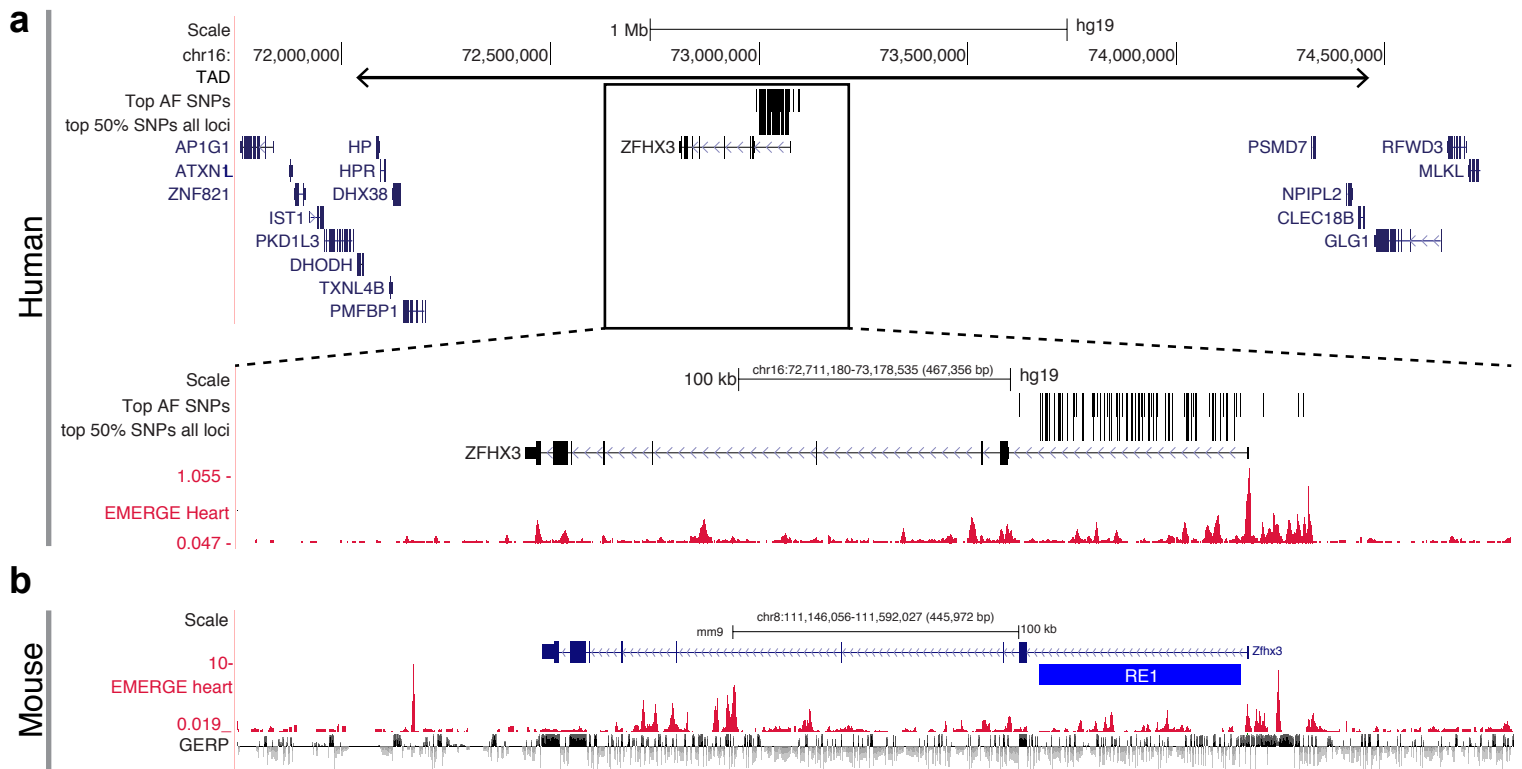 a
Human
Scale 1 Mb hg19
chr16: 72,000,000 72,500,000 73,000,000 73,500,000 74,000,000 74,500,000
TAD
Top AF SNPs
top 50% SNPs all loci
AP1G1 HP ZFHX3 PSMD7 RFWD3
ATXN1L HPR MLKL
ZNF821 DHX38 NPIPL2
IST1 CLEC18B
PKD1L3 GLG1
DHODH
TXNL4B
PMFBP1
Scale 100 kb chr16:72,711,180-73,178,535 (467,356 bp) hg19
Top AF SNPs
top 50% SNPs all loci
ZFHX3
1.055 -
EMERGE Heart
0.047 -
b
Mouse
Scale chr8:111,146,056-111,592,027 (445,972 bp)
mm9 100 kb
Zfhx3
10-
RE1
EMERGE heart
0.019_
GERP